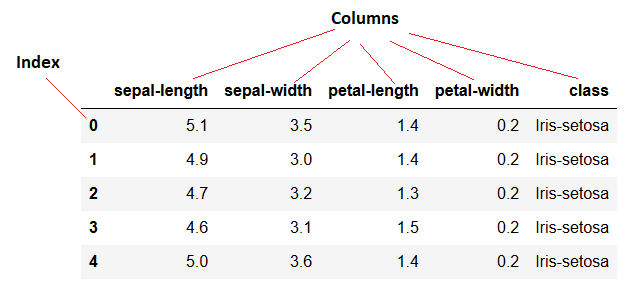 Columns
Index
sepal-length sepal-width petal-length petal-width class
0 5.1 3.5 1.4 0.2 Iris-setosa
1 4.9 3.0 1.4 0.2 Iris-setosa
2 4.7 3.2 1.3 0.2 Iris-setosa
3 4.6 3.1 1.5 0.2 Iris-setosa
4 5.0 3.6 1.4 0.2 Iris-setosa